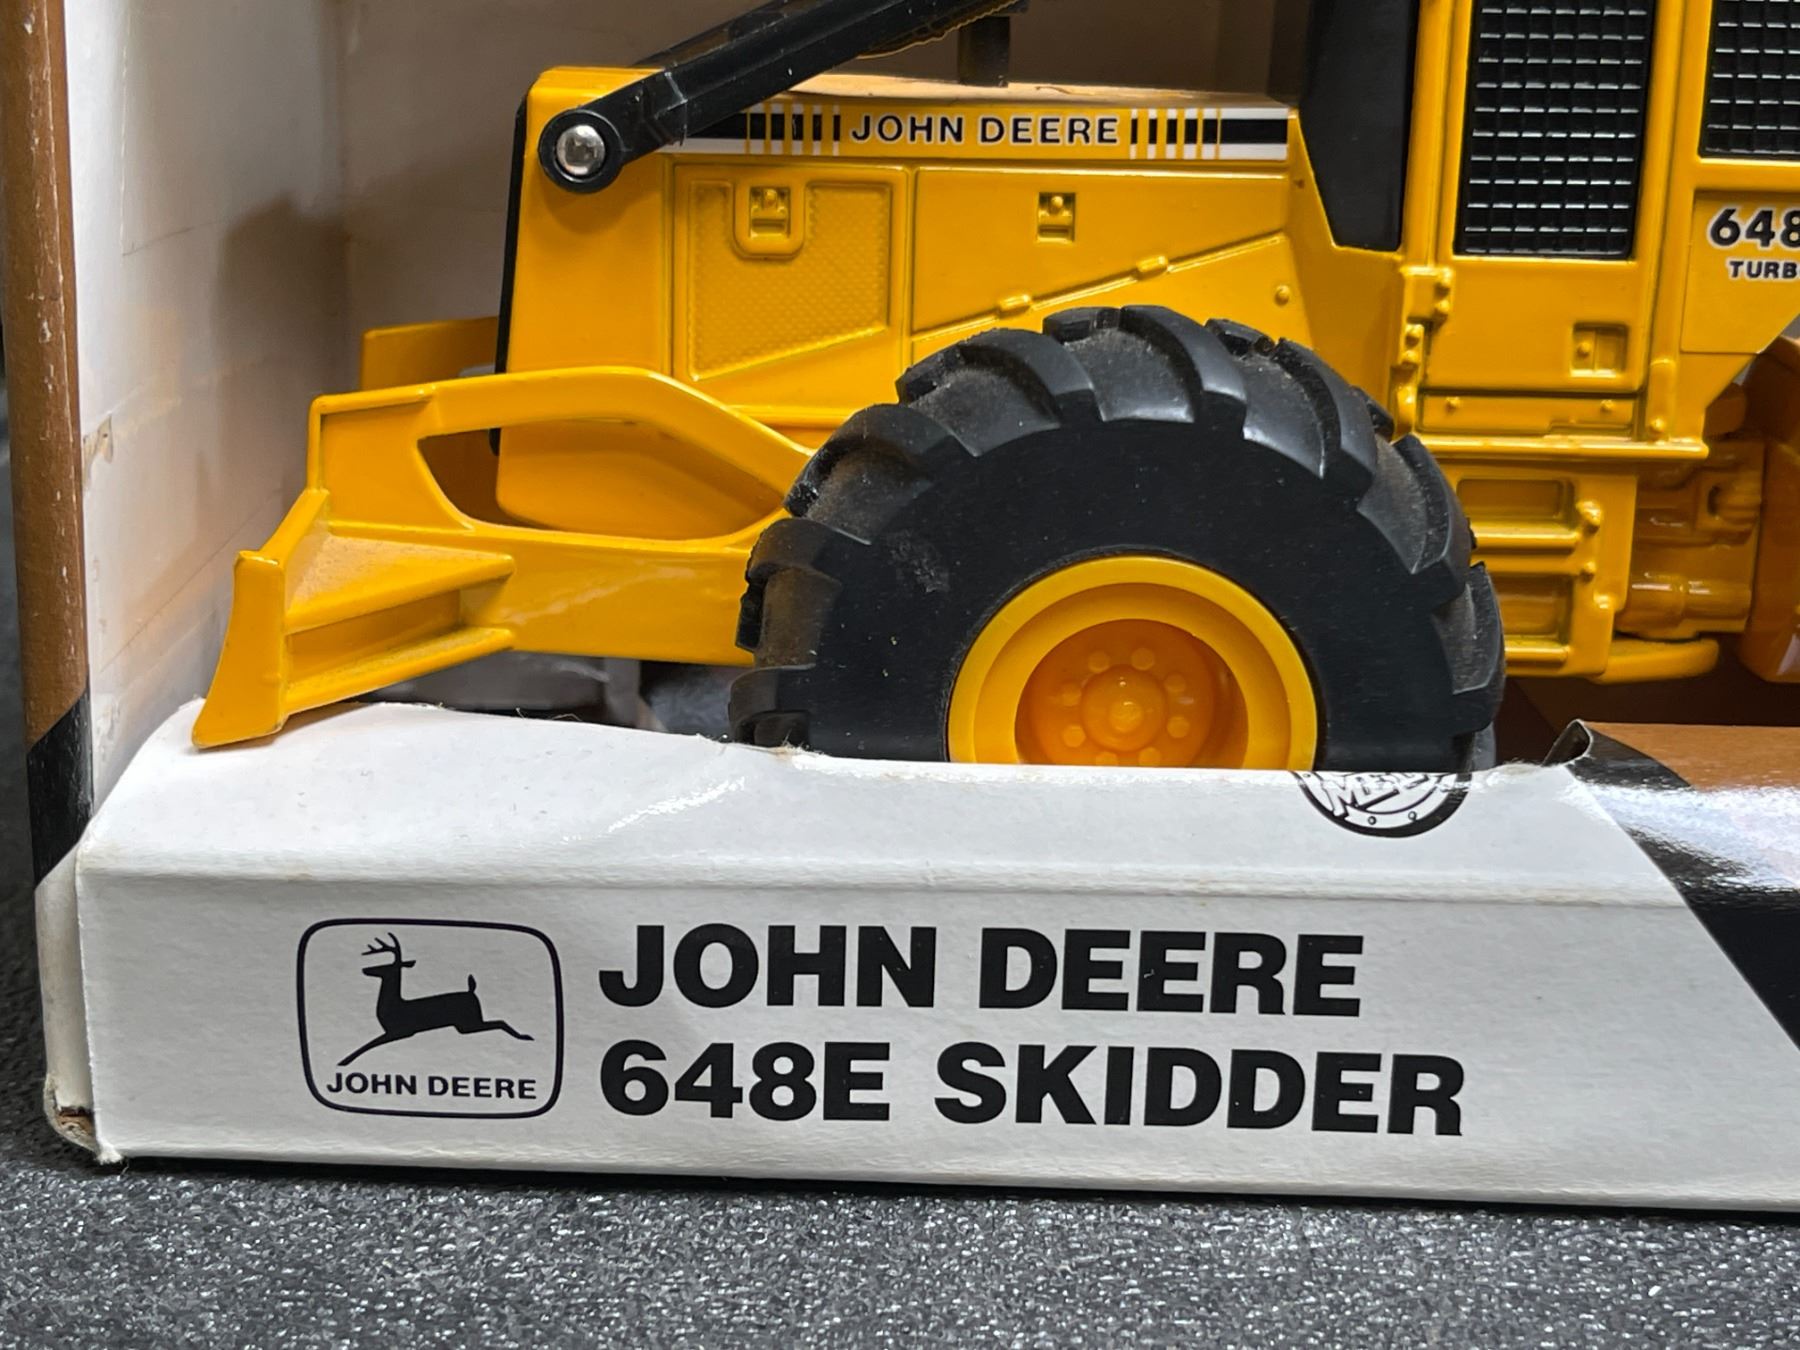 JOHN DEERE
648
TURB
JOHN DEERE
648E SKIDDER
JOHN DEERE